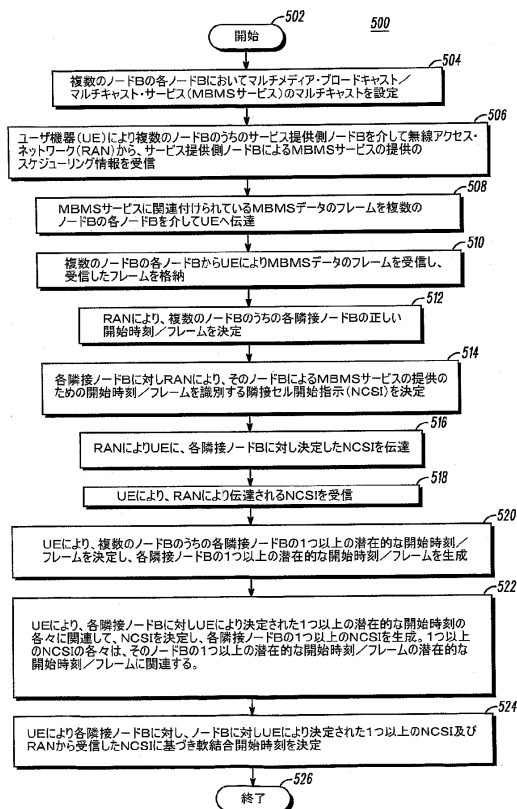 502
開始
500
504
複数のノードBの各ノードBにおいてマルチメディア・ブロードキャスト／
マルチキャスト・サービス(MBMSサービス)のマルチキャストを設定
506
ユーザ機器(UE)により複数のノードBのうちのサービス提供側ノードBを介して無線アクセス・
ネットワーク(RAN)から、サービス提供側ノードBによるMBMSサービスの提供の
スケジューリング情報を受信
508
MBMSサービスに関連付けられているMBMSデータのフレームを複数の
ノードBの各ノードBを介してUEへ伝達
510
複数のノードBの各ノードBからUEによりMBMSデータのフレームを受信し、
受信したフレームを格納
512
RANにより、複数のノードBのうちの各隣接ノードBの正しい
開始時刻／フレームを決定
514
各隣接ノードBに対しRANにより、そのノードBによるMBMSサービスの提供の
ための開始時刻／フレームを識別する隣接セル開始指示(NCSI)を決定
516
RANによりUEに、各隣接ノードBに対し決定したNCSIを伝達
518
UEにより、RANにより伝達されるNCSIを受信
520
UEにより、複数のノードBのうちの各隣接ノードBの1つ以上の潜在的な開始時刻／
フレームを決定し、各隣接ノードBの1つ以上の潜在的な開始時刻／フレームを生成
522
UEにより、各隣接ノードBに対しUEにより決定された1つ以上の潜在的な開始時刻の
各々に関連して、NCSIを決定し、各隣接ノードBの1つ以上のNCSIを生成。1つ以上
のNCSIの各々は、そのノードBの1つ以上の潜在的な開始時刻／フレームの潜在的な
開始時刻／フレームに関連する。
524
UEにより各隣接ノードBに対し、ノードBに対しUEにより決定された1つ以上のNCSI及び
RANから受信したNCSIに基づき軟結合開始時刻を決定
526
終了